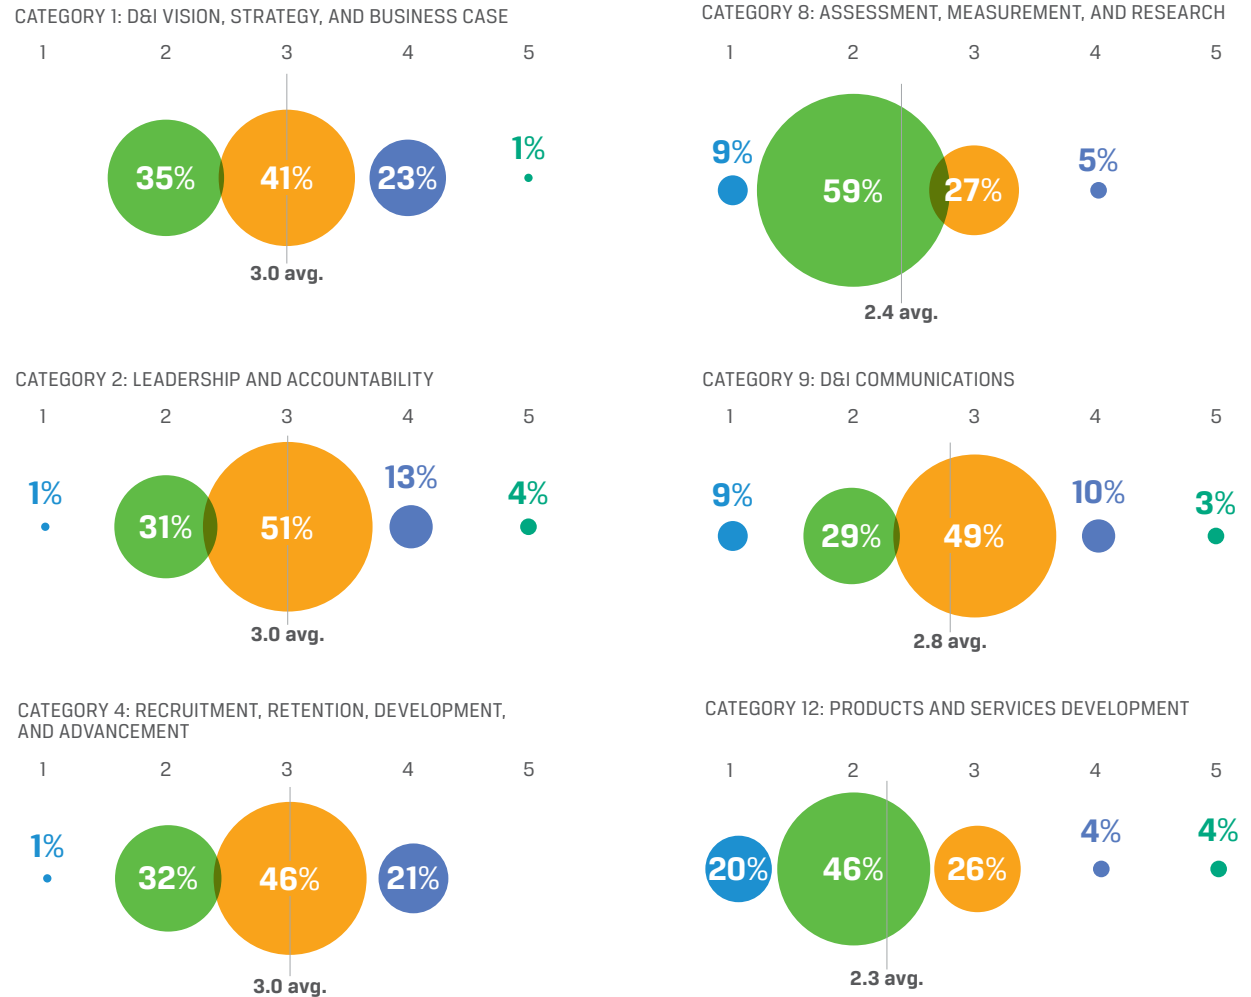 CATEGORY 1: D&I VISION, STRATEGY, AND BUSINESS CASE
1 2 3 4 5
35% 41% 23% 1%
3.0 avg.
CATEGORY 2: LEADERSHIP AND ACCOUNTABILITY
1 2 3 4 5
1% 31% 51% 13% 4%
3.0 avg.
CATEGORY 4: RECRUITMENT, RETENTION, DEVELOPMENT,
AND ADVANCEMENT
1 2 3 4 5
1% 32% 46% 21%
3.0 avg.
CATEGORY 8: ASSESSMENT, MEASUREMENT, AND RESEARCH
1 2 3 4 5
9% 59% 27% 5%
2.4 avg.
CATEGORY 9: D&I COMMUNICATIONS
1 2 3 4 5
9% 29% 49% 10% 3%
2.8 avg.
CATEGORY 12: PRODUCTS AND SERVICES DEVELOPMENT
1 2 3 4 5
20% 46% 26% 4% 4%
2.3 avg.